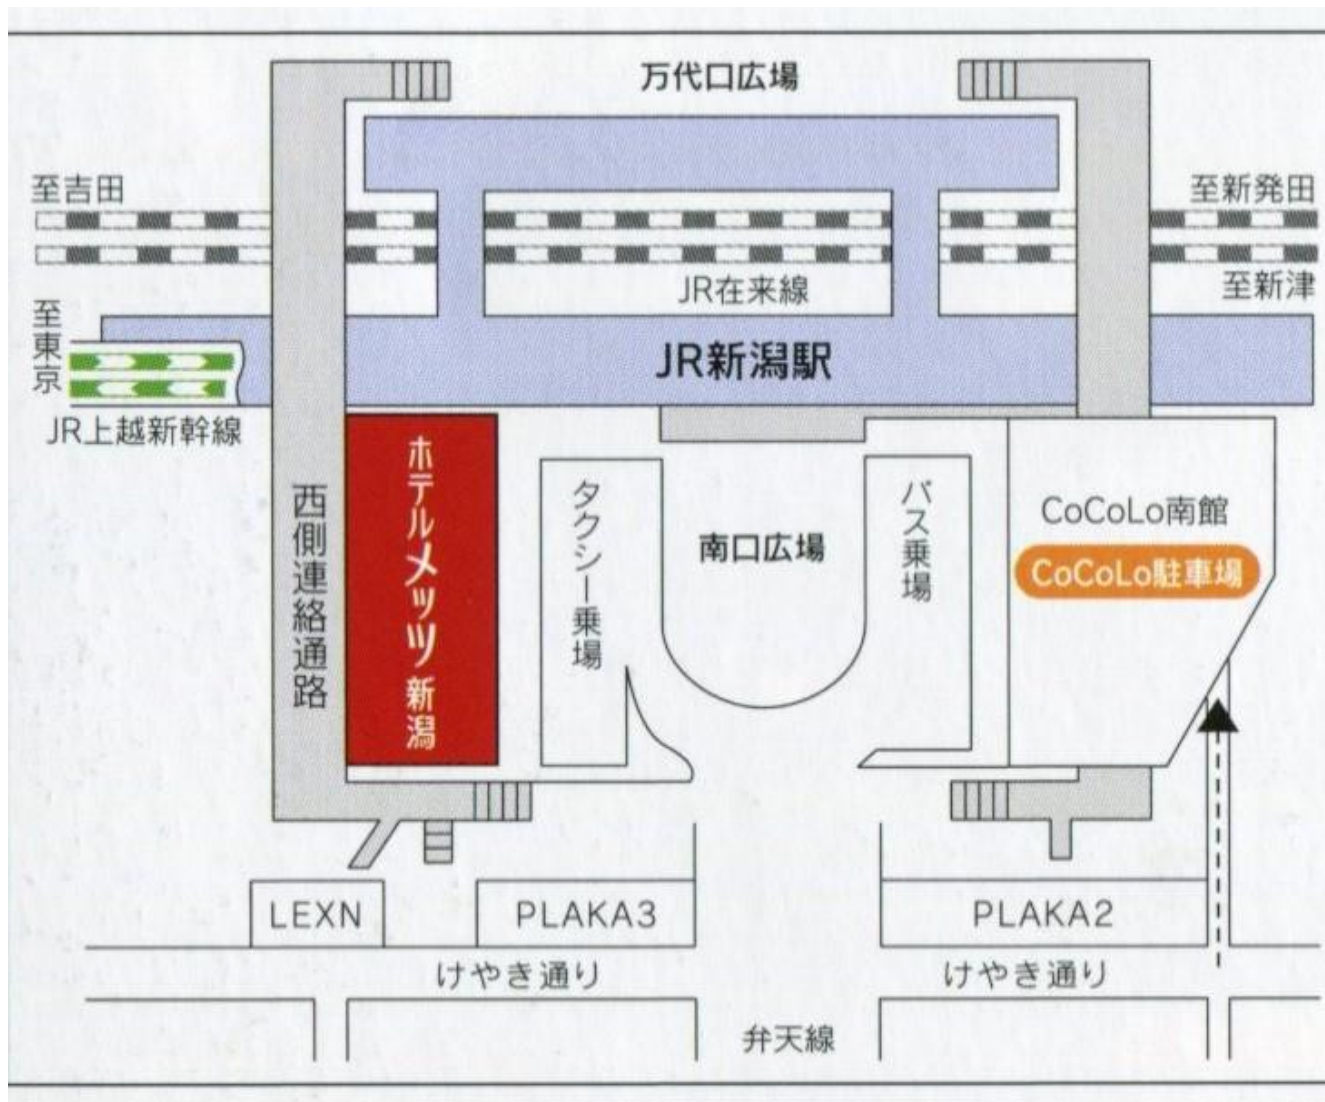 万代口広場
至吉田
至新発田
JR在来線
至新津
至東京
JR新潟駅
JR上越新幹線
西側連絡通路
ホテルメッツ新潟
タクシー乗場
南口広場
バス乗場
CoCoLo南館
CoCoLo駐車場
LEXN
PLAKA3
PLAKA2
けやき通り
けやき通り
弁天線